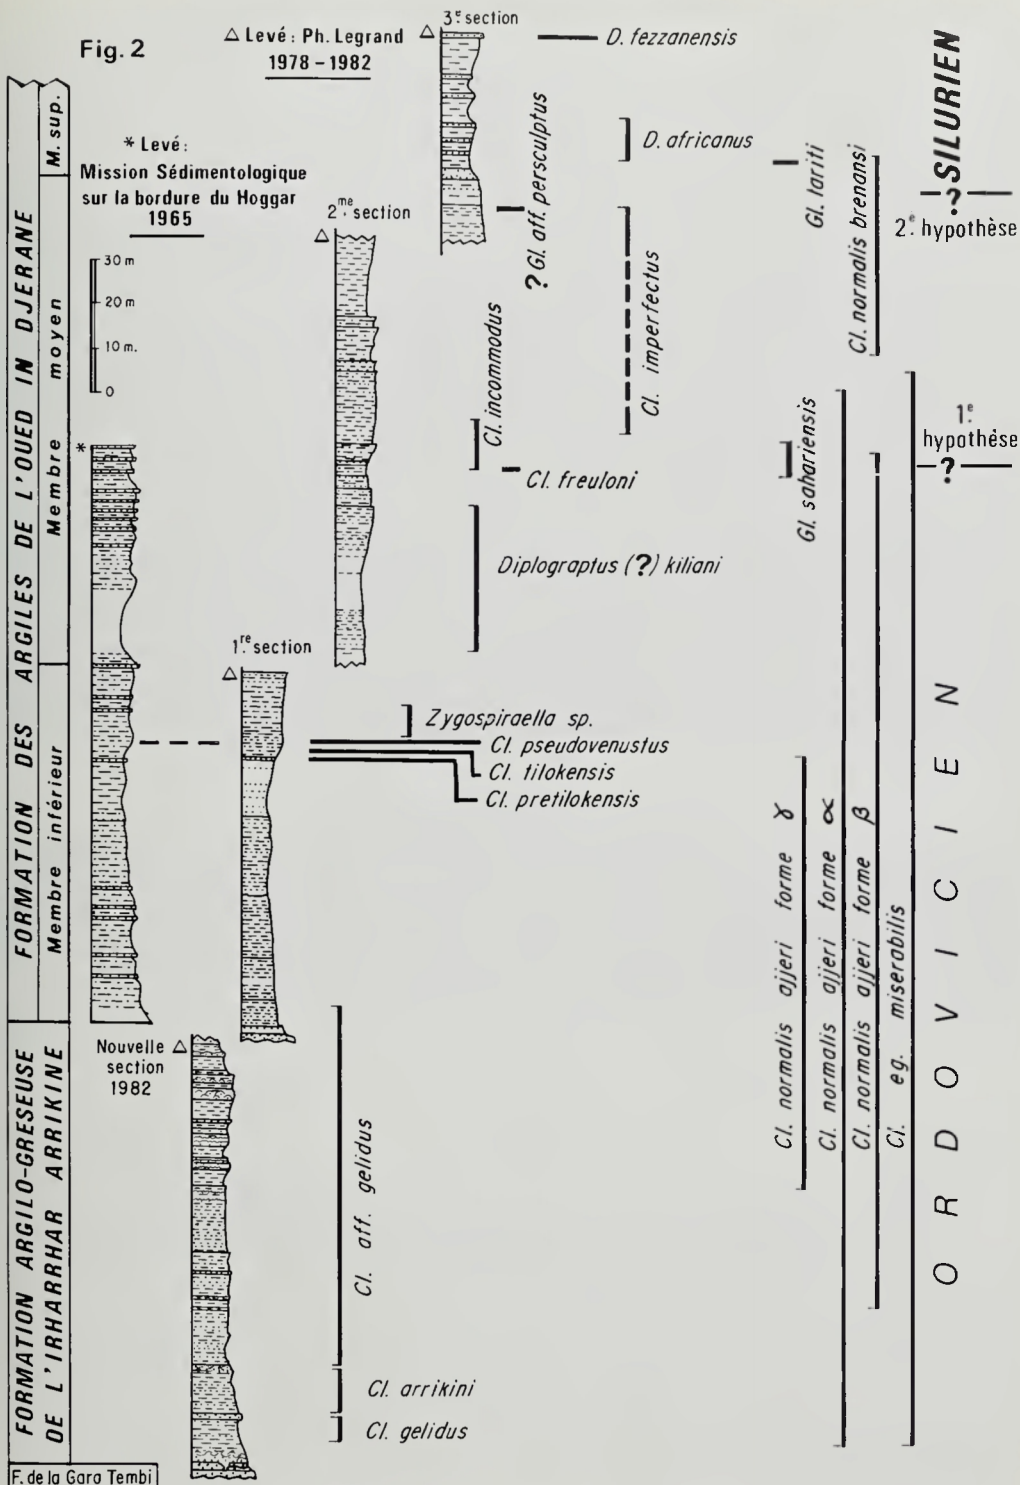 Fig. 2
△ Levé : Ph. Legrand
1978 – 1982
* Levé :
Mission Sédimentologique
sur la bordure du Hoggar
1965
30 m
20 m
10 m.
0
FORMATION DES ARGILES DE L'OUED IN DJERANE
M. sup.
Membre moyen
Membre inférieur
FORMATION ARGILO-GRESEUSE
DE L'IRHARRHAR ARRIKINE
F. de la Gara Tembi
*
3e section
△
2me section
△
1re section
△
Nouvelle △
section
1982
D. fezzanensis
D. africanus
? Gl. aff. persculptus
Cl. imperfectus
Cl. incommodus
Cl. freuloni
Diplograptus (?) kiliani
Zygospiraella sp.
Cl. pseudovenustus
Cl. tilokensis
Cl. pretilokensis
Cl. aff. gelidus
Cl. arrikini
Cl. gelidus
Gl. tariti
Cl. normalis brenansi
Gl. sahariensis
Cl. normalis ajjeri forme γ
Cl. normalis ajjeri forme α
Cl. normalis ajjeri forme β
Cl. eg. miserabilis
SILURIEN
?
2e hypothèse
1e
hypothèse
?
ORDOVICIEN